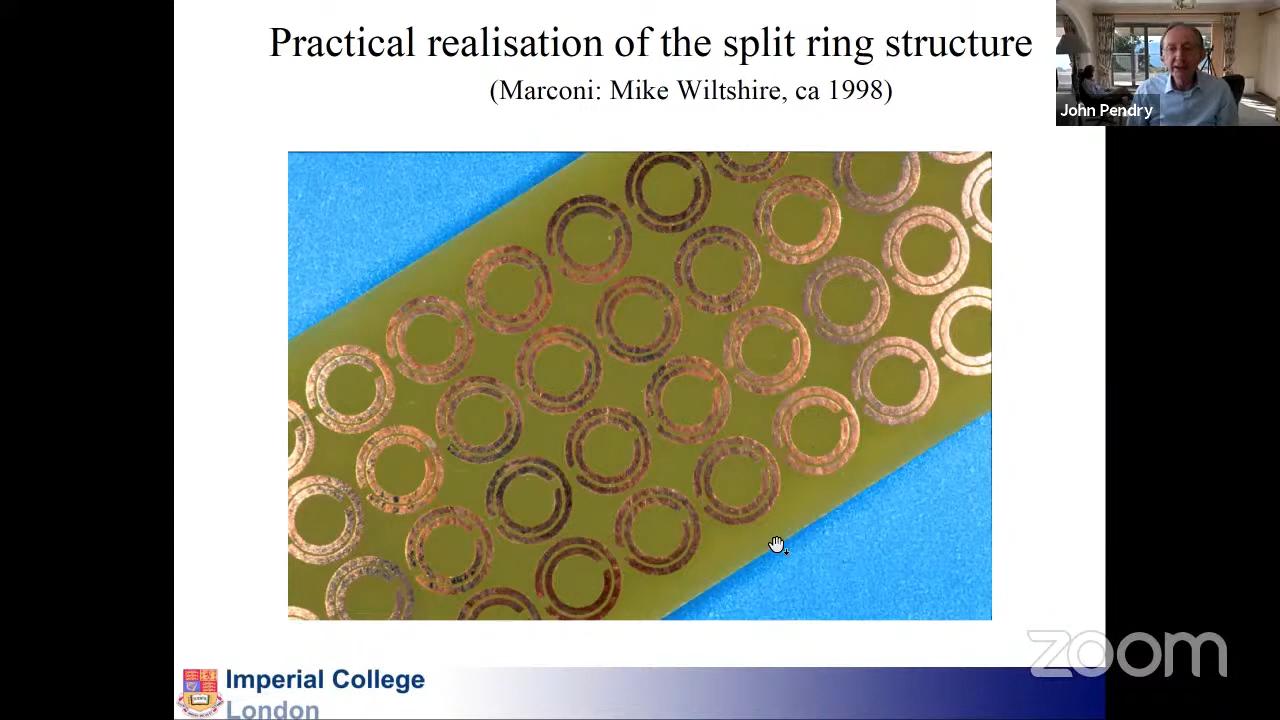 Practical realisation of the split ring structure
(Marconi: Mike Wiltshire, ca 1998)
John Pendry
Imperial College
London
zoom